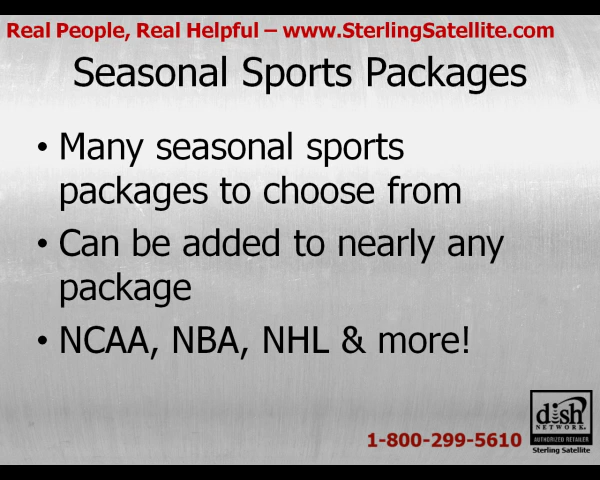 Real People, Real Helpful – www.SterlingSatellite.com
Seasonal Sports Packages
• Many seasonal sports
packages to choose from
• Can be added to nearly any
package
• NCAA, NBA, NHL & more!
1-800-299-5610
dish
NETWORK.
AUTHORIZED RETAILER
Sterling Satellite